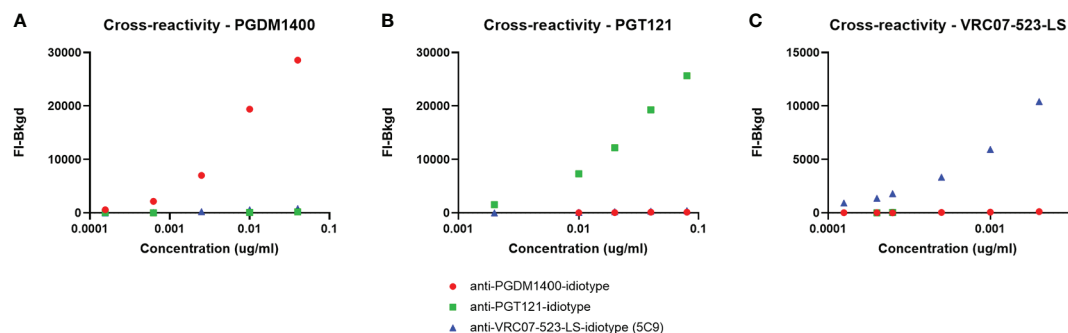 A
Cross-reactivity - PGDM1400
30000
20000
10000
0
0.0001
0.001
0.01
0.1
FI-Bkgd
Concentration (ug/ml)
B
Cross-reactivity - PGT121
30000
20000
10000
0
0.001
0.01
0.1
FI-Bkgd
Concentration (ug/ml)
C
Cross-reactivity - VRC07-523-LS
15000
10000
5000
0
0.0001
0.001
FI-Bkgd
Concentration (ug/ml)
anti-PGDM1400-idiotype
anti-PGT121-idiotype
anti-VRC07-523-LS-idiotype (5C9)